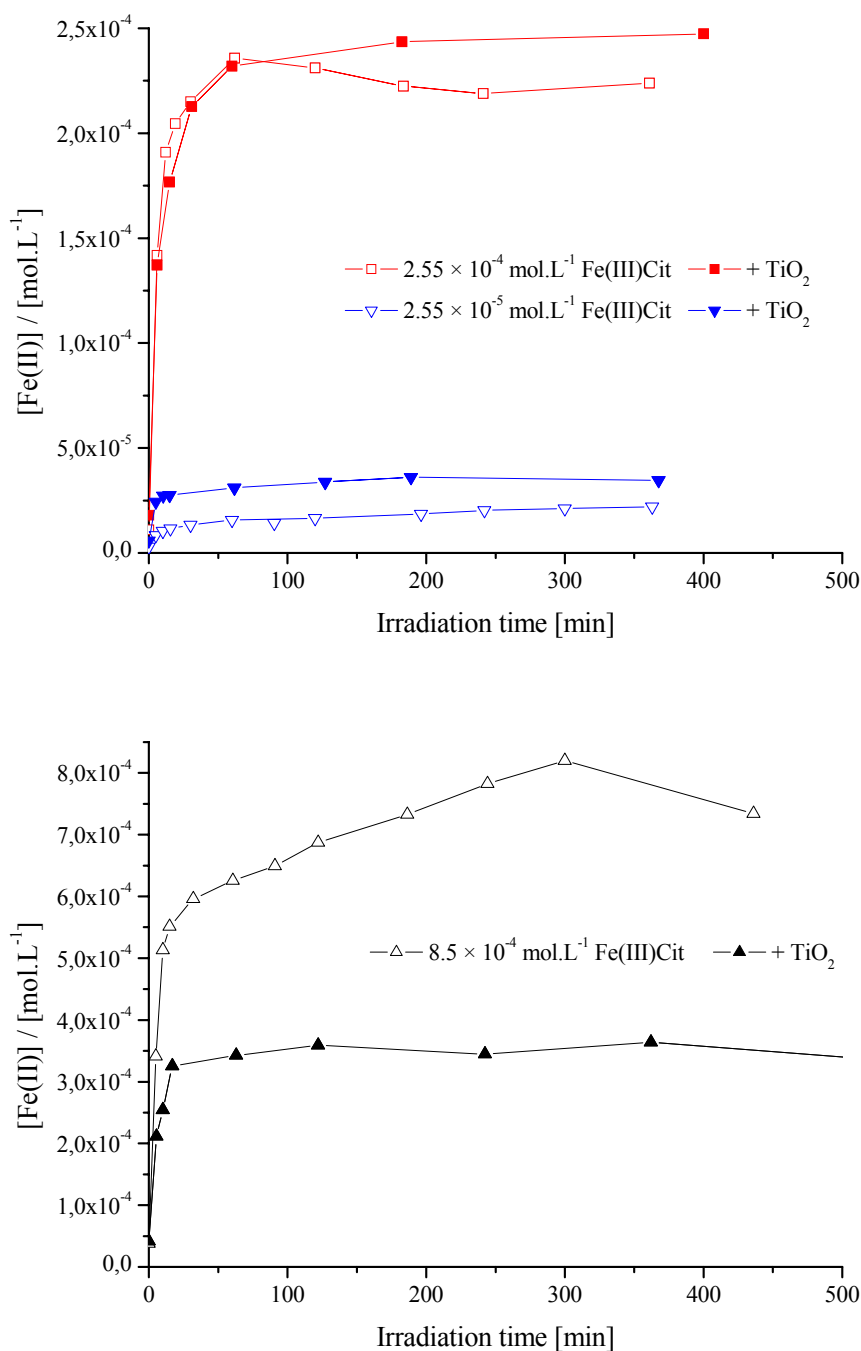 2,5x10⁻⁴
2,0x10⁻⁴
1,5x10⁻⁴
1,0x10⁻⁴
5,0x10⁻⁵
0,0
[Fe(II)] / [mol.L⁻¹]
2.55 × 10⁻⁴ mol.L⁻¹ Fe(III)Cit + TiO₂
2.55 × 10⁻⁵ mol.L⁻¹ Fe(III)Cit + TiO₂
0 100 200 300 400 500
Irradiation time [min]
8,0x10⁻⁴
7,0x10⁻⁴
6,0x10⁻⁴
5,0x10⁻⁴
4,0x10⁻⁴
3,0x10⁻⁴
2,0x10⁻⁴
1,0x10⁻⁴
0,0
[Fe(II)] / [mol.L⁻¹]
8.5 × 10⁻⁴ mol.L⁻¹ Fe(III)Cit + TiO₂
0 100 200 300 400 500
Irradiation time [min]